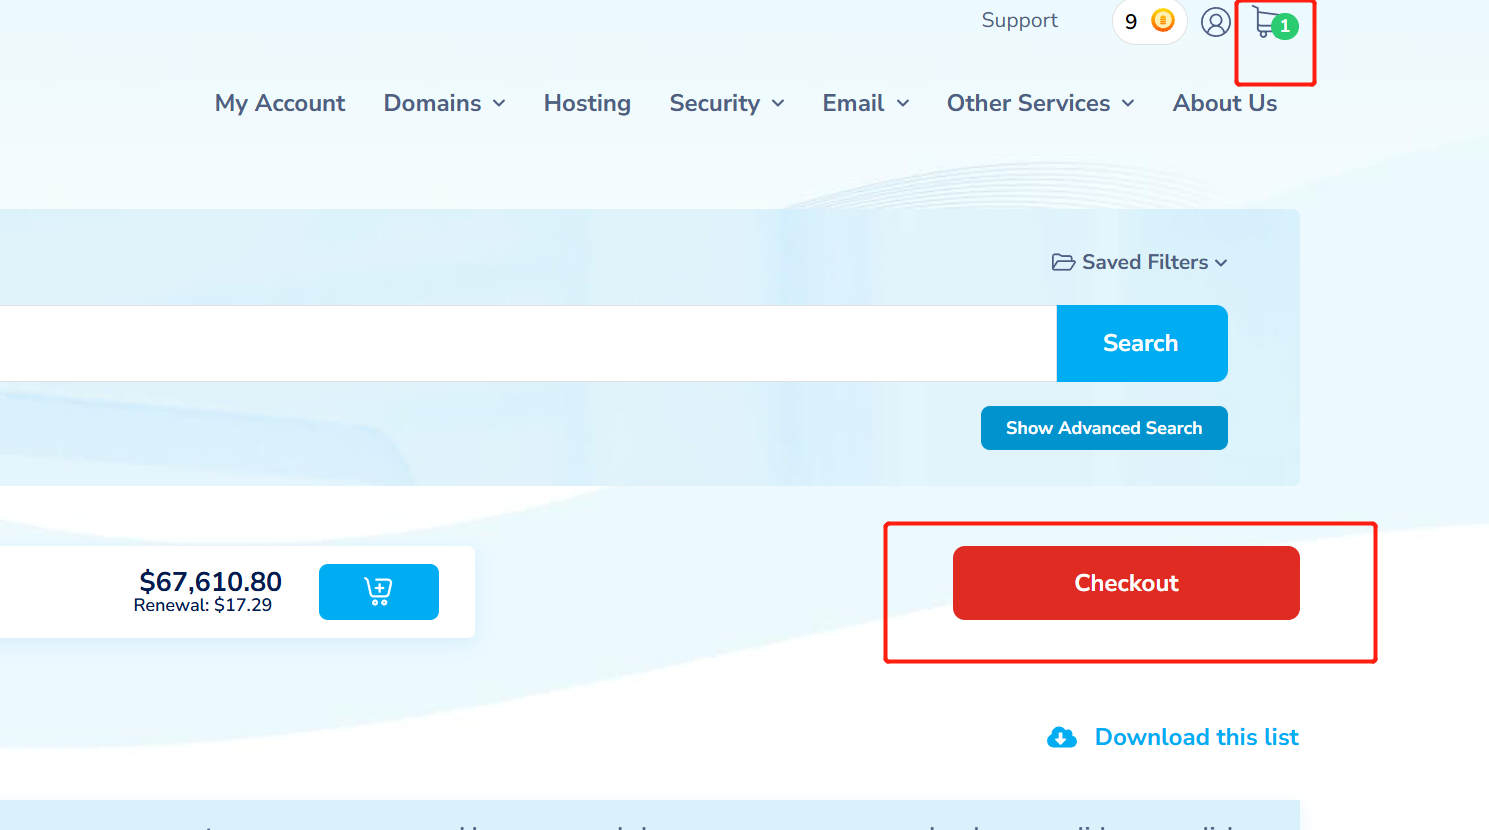 Support
9
1
My Account Domains Hosting Security Email Other Services About Us
Saved Filters
Search
Show Advanced Search
$67,610.80
Renewal: $17.29
Checkout
Download this list